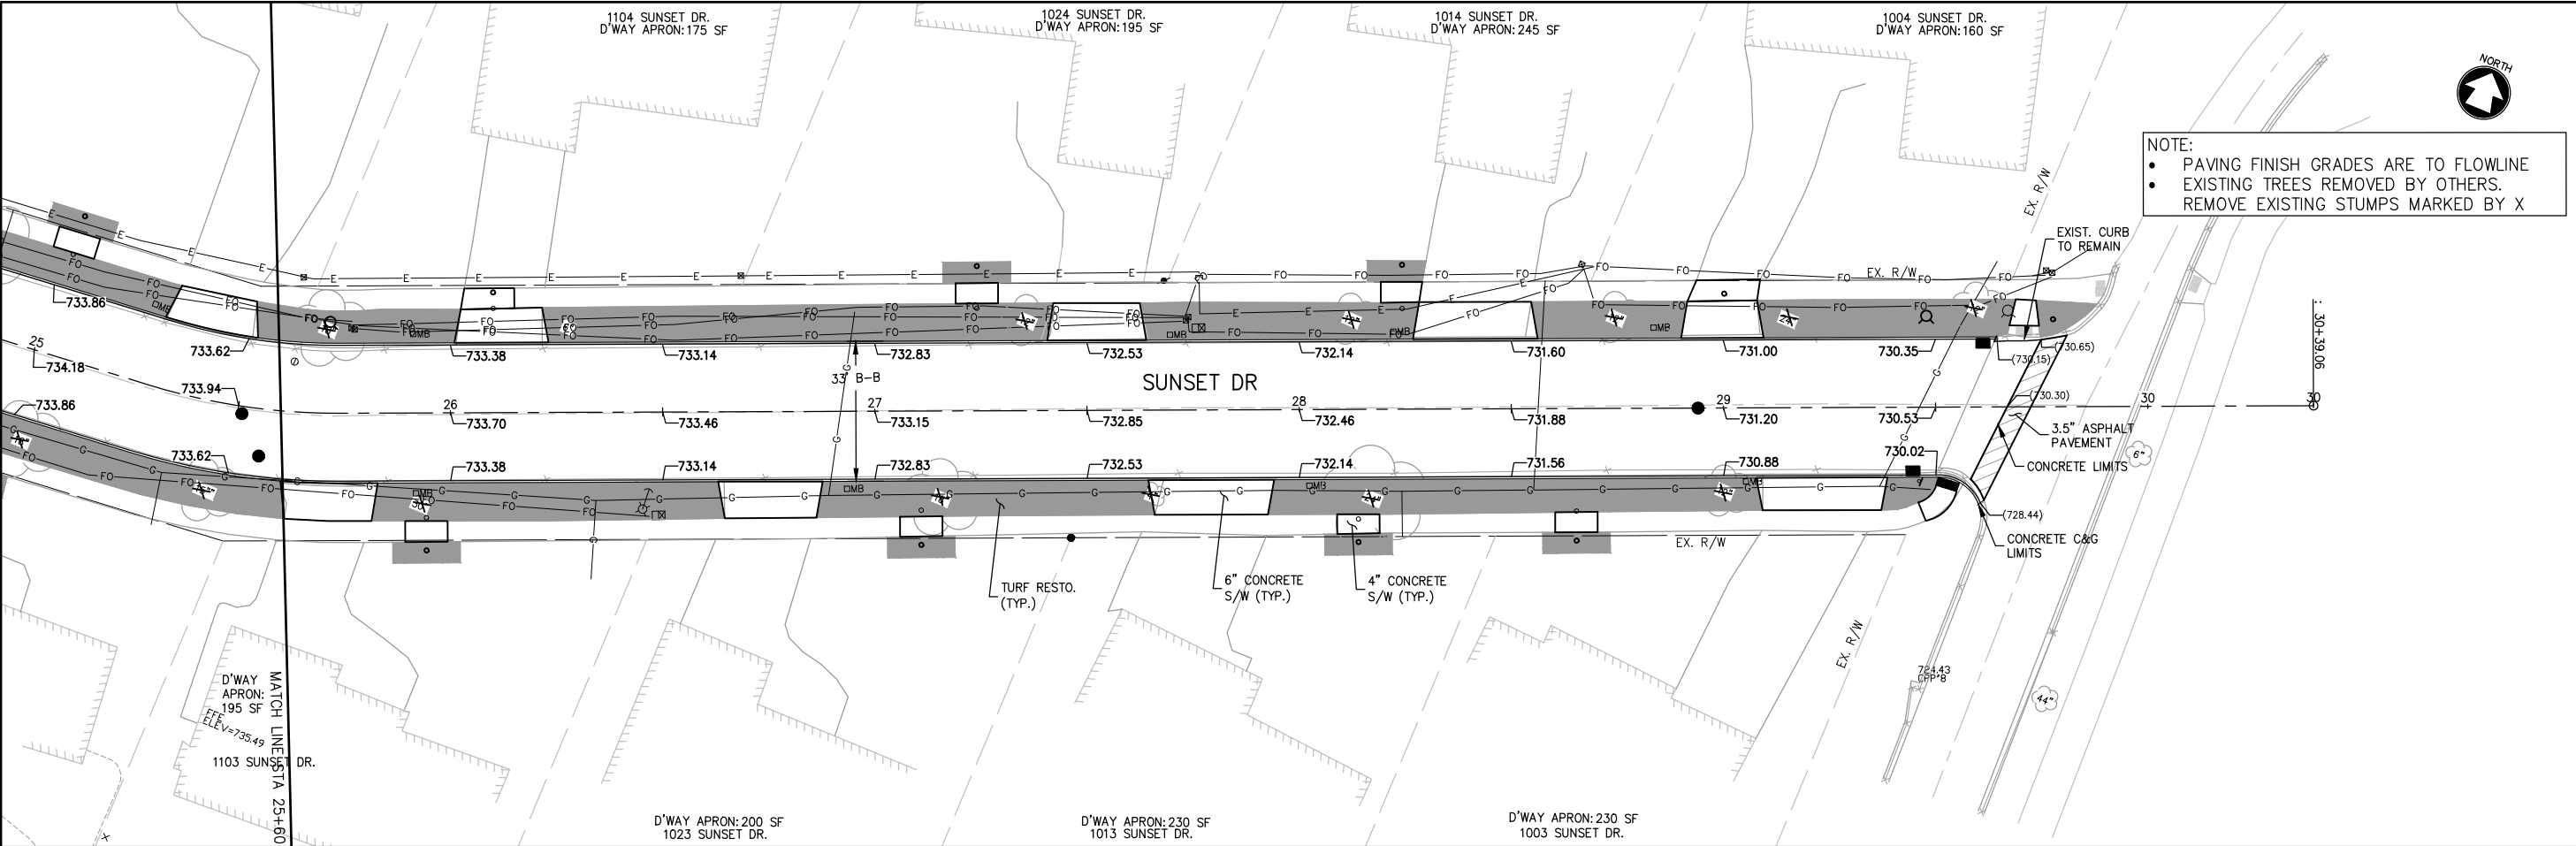 1104 SUNSET DR.
D'WAY APRON: 175 SF
1024 SUNSET DR.
D'WAY APRON: 195 SF
1014 SUNSET DR.
D'WAY APRON: 245 SF
1004 SUNSET DR.
D'WAY APRON: 160 SF
NORTH
NOTE:
• PAVING FINISH GRADES ARE TO FLOWLINE
• EXISTING TREES REMOVED BY OTHERS.
REMOVE EXISTING STUMPS MARKED BY X
EX. R/W
EXIST. CURB
TO REMAIN
EX. R/W
733.86
733.62
733.38
733.14
732.83
732.53
732.14
731.60
731.00
730.35
(730.15)
(730.65)
30+39.06
25
734.18
733.94
33' B-B
SUNSET DR
26
733.70
733.46
27
733.15
732.85
28
732.46
731.88
29
731.20
730.53
(730.30)
30
30
733.86
733.62
733.38
733.14
732.83
732.53
732.14
731.56
730.88
730.02
3.5" ASPHALT
PAVEMENT
CONCRETE LIMITS
6"
(728.44)
CONCRETE C&G
LIMITS
EX. R/W
TURF RESTO.
(TYP.)
6" CONCRETE
S/W (TYP.)
4" CONCRETE
S/W (TYP.)
EX. R/W
724.43
44"
D'WAY
APRON:
195 SF
FFE
ELEV=735.49
1103 SUNSET DR.
MATCH LINE STA 25+60
D'WAY APRON: 200 SF
1023 SUNSET DR.
D'WAY APRON: 230 SF
1013 SUNSET DR.
D'WAY APRON: 230 SF
1003 SUNSET DR.